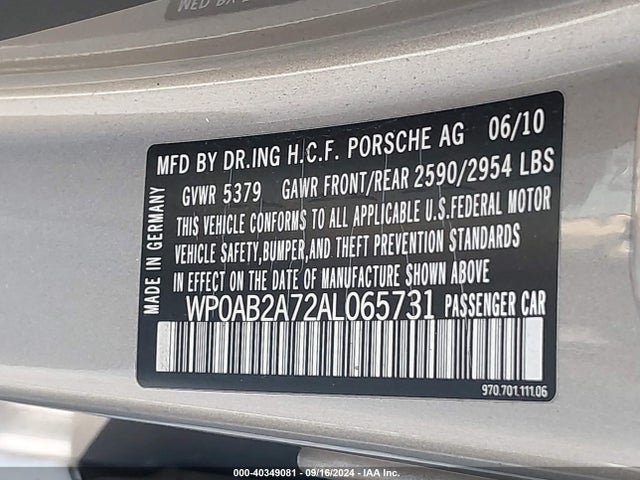 MFD BY DR.ING H.C.F. PORSCHE AG 06/10
GVWR 5379 GAWR FRONT/REAR 2590/2954 LBS
THIS VEHICLE CONFORMS TO ALL APPLICABLE U.S.FEDERAL MOTOR
VEHICLE SAFETY,BUMPER,AND THEFT PREVENTION STANDARDS
IN EFFECT ON THE DATE OF MANUFACTURE SHOWN ABOVE
WP0AB2A72AL065731 PASSENGER CAR
MADE IN GERMANY
970.701.111.06
000-40349081 - 09/16/2024 - IAA Inc.